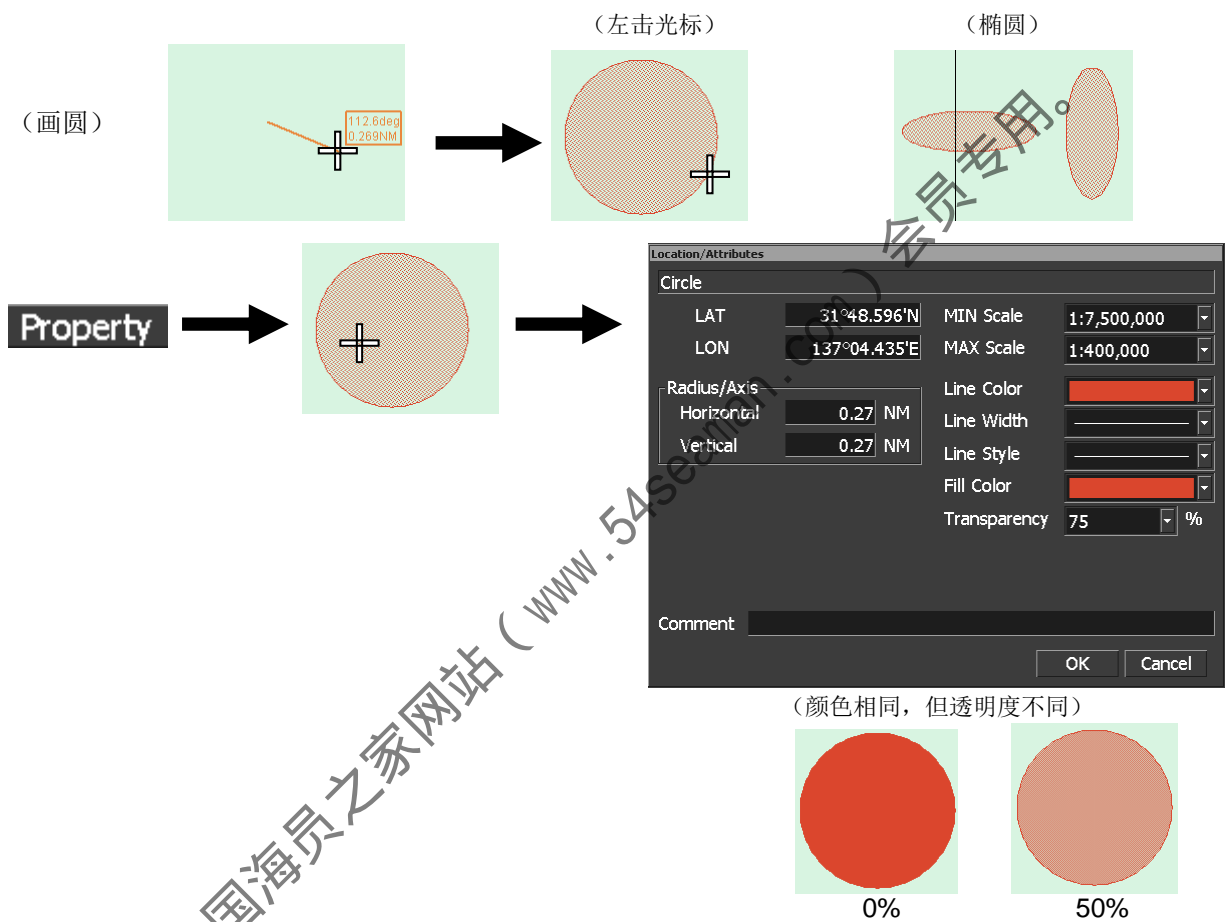 （左击光标）
（椭圆）
（画圆）
112.6deg
0.269NM
Property
Location/Attributes
Circle
LAT 31°48.596'N
LON 137°04.435'E
Radius/Axis
Horizontal 0.27 NM
Vertical 0.27 NM
MIN Scale 1:7,500,000
MAX Scale 1:400,000
Line Color
Line Width
Line Style
Fill Color
Transparency 75 %
Comment
OK Cancel
（颜色相同，但透明度不同）
0% 50%
国海员之家网站（www.54seaman.com）会员专用。